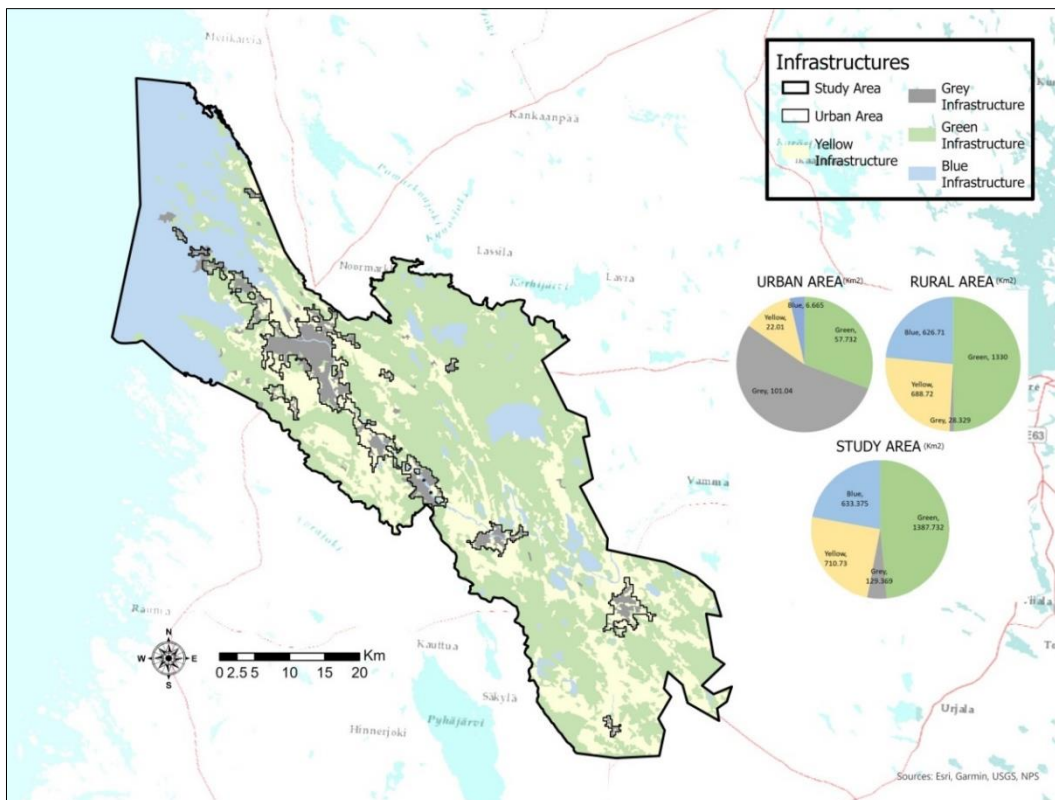 Merikarvia
Kankaanpää
Pomarkunjoki
Lassila
Noormark
Karhijärvi
Lavia
Infrastructures
Study Area
Urban Area
Yellow
Infrastructure
Grey
Infrastructure
Green
Infrastructure
Blue
Infrastructure
URBAN AREA (Km2)
Blue, 6.665
Yellow,
22.01
Green,
57.732
Grey, 101.04
RURAL AREA (Km2)
Blue, 626.71
Green, 1330
Yellow,
688.72
Grey, 28.329
STUDY AREA (Km2)
Blue,
633.375
Green,
1387.732
Yellow,
710.73
Grey,
129.369
E63
Vamma
Rauma
N
W
E
S
Km
0 2.5 5 10 15 20
Kauttua
Säkylä
Pyhäjärvi
Hinnerjoki
Urjala
Sources: Esri, Garmin, USGS, NPS